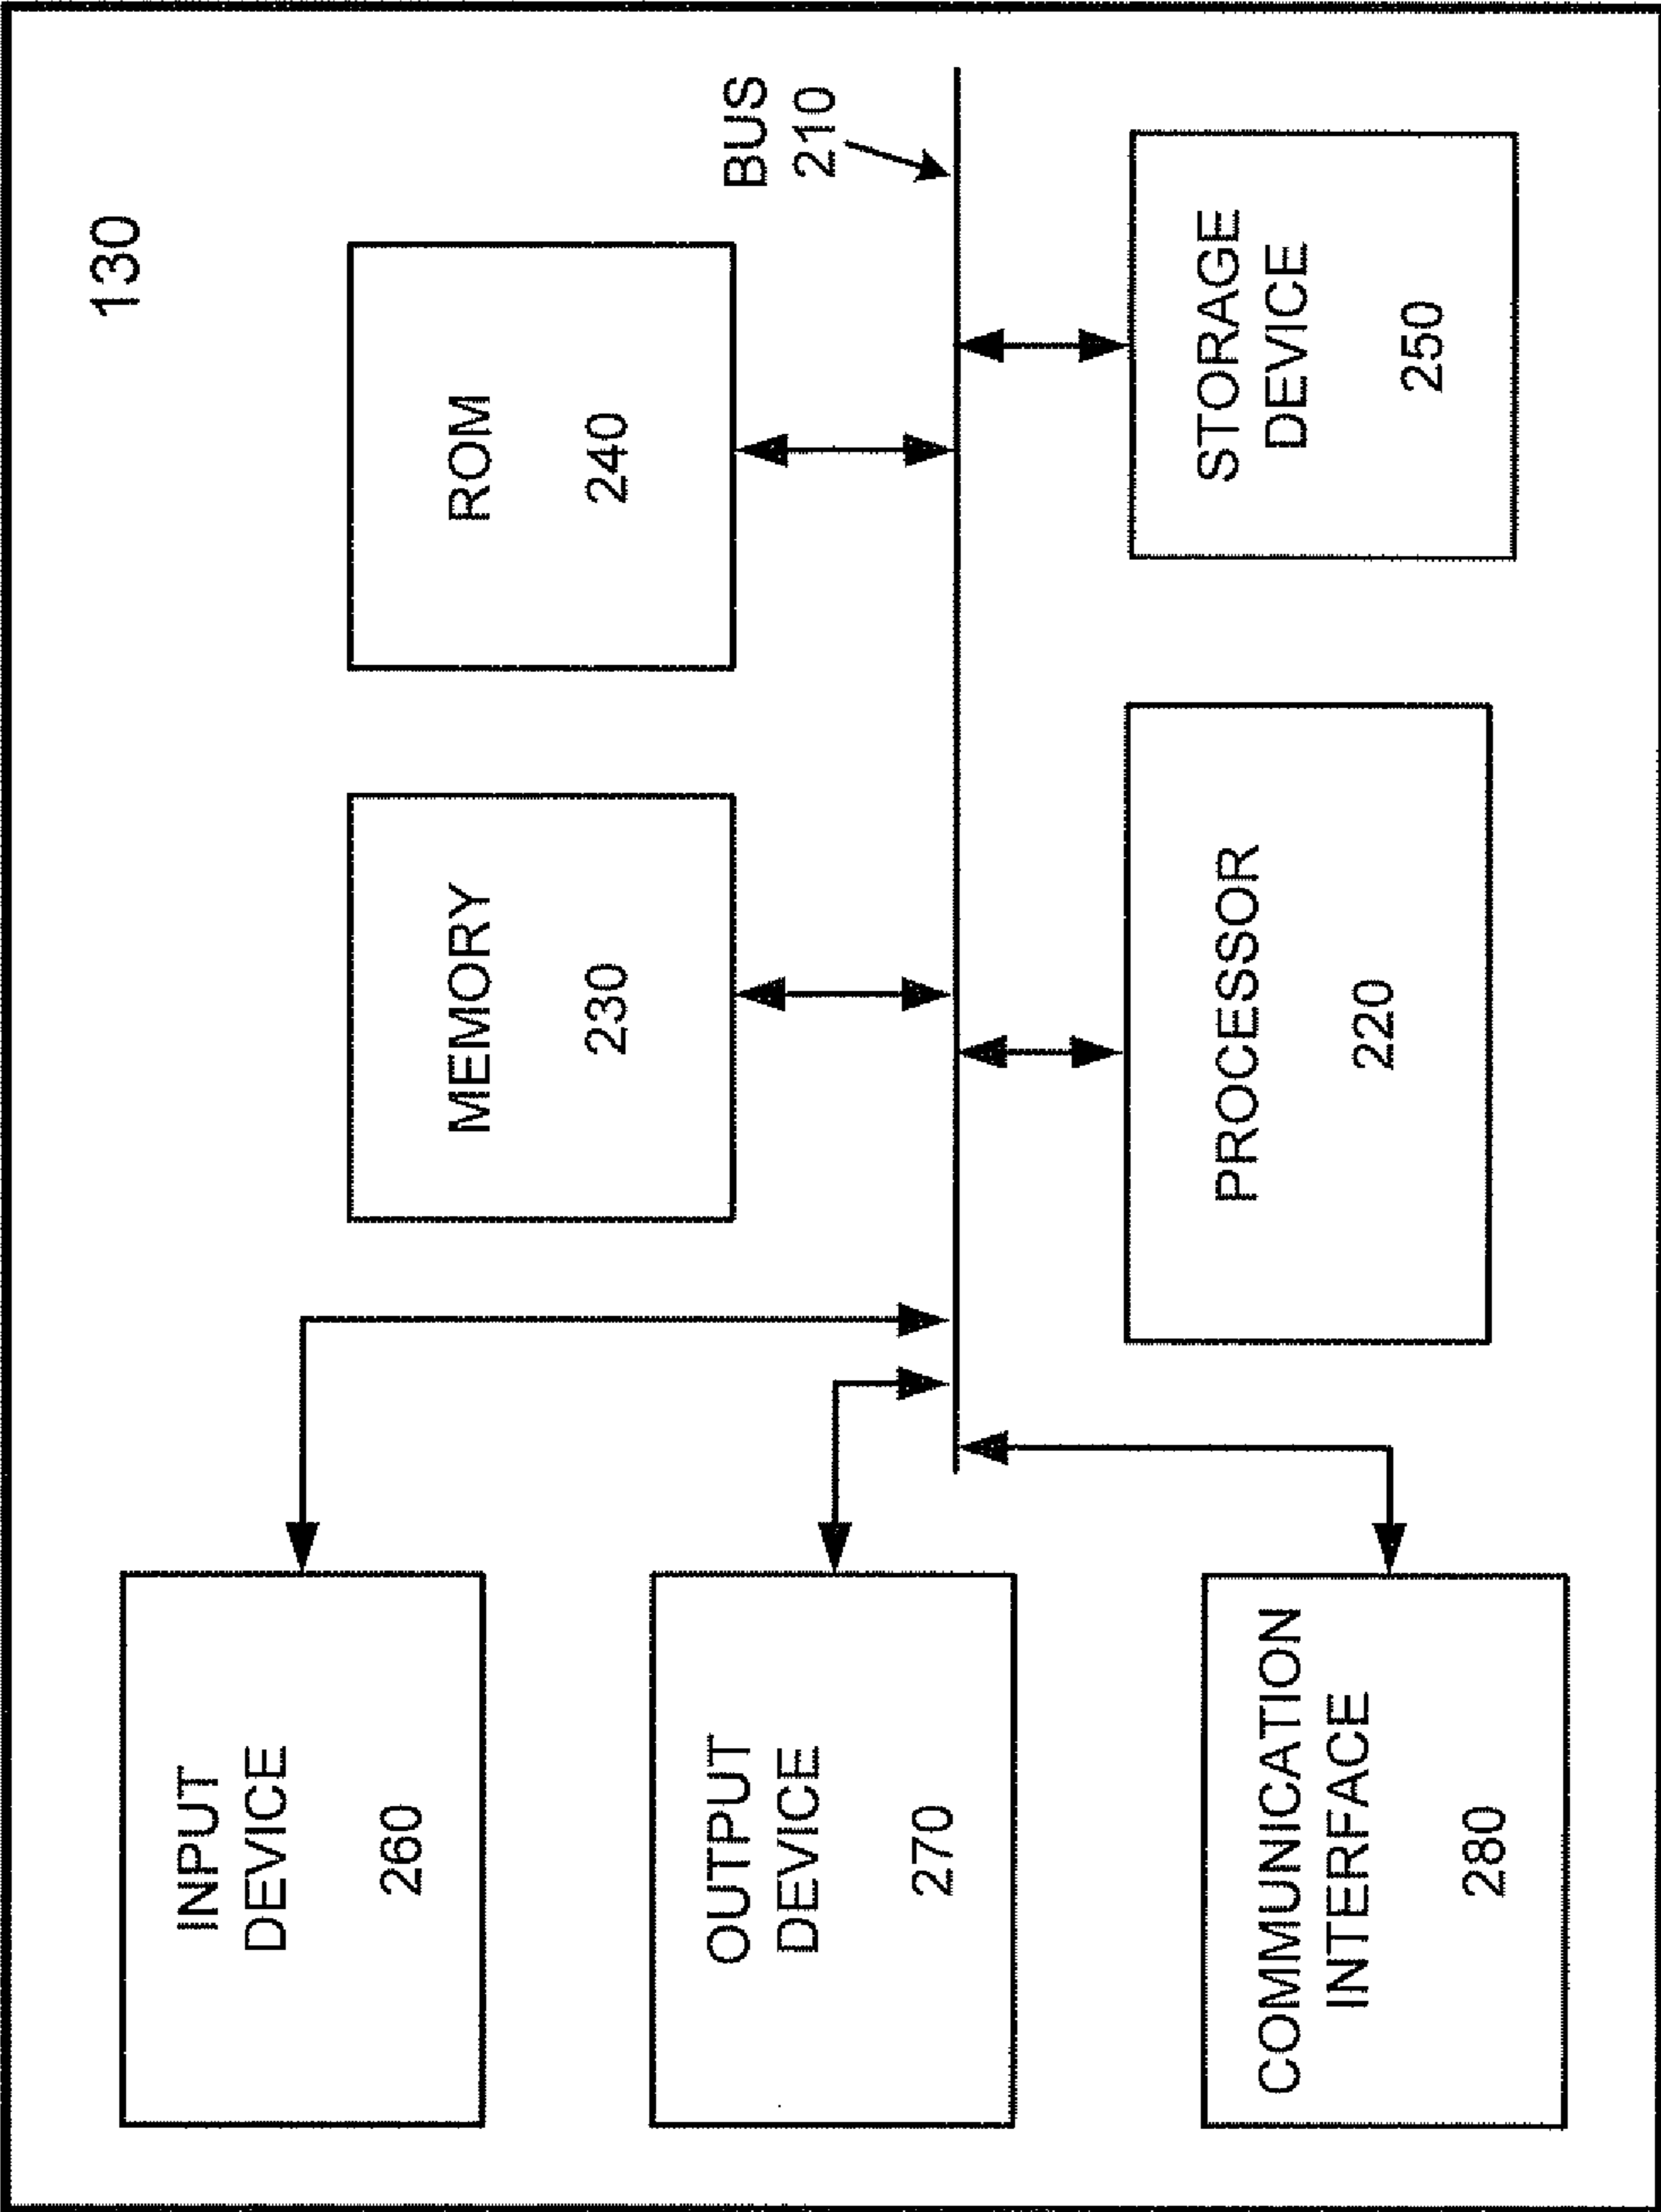 130
BUS
210
ROM
240
STORAGE
DEVICE
250
MEMORY
230
PROCESSOR
220
INPUT
DEVICE
260
OUTPUT
DEVICE
270
COMMUNICATION
INTERFACE
280